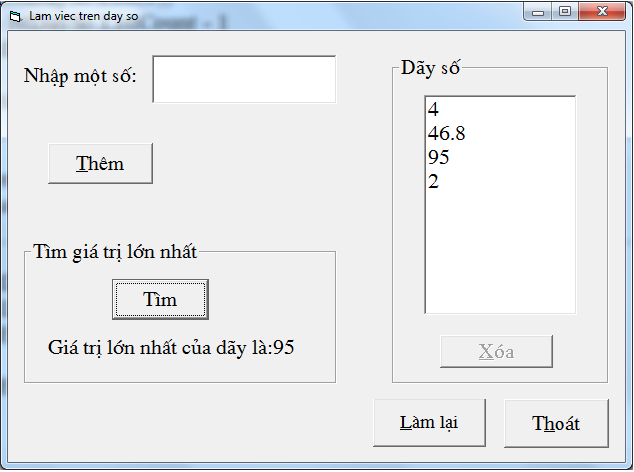 Lam viec tren day so
Nhập một số:
Thêm
Dãy số
4
46.8
95
2
Xóa
Tìm giá trị lớn nhất
Tìm
Giá trị lớn nhất của dãy là:95
Làm lại
Thoát